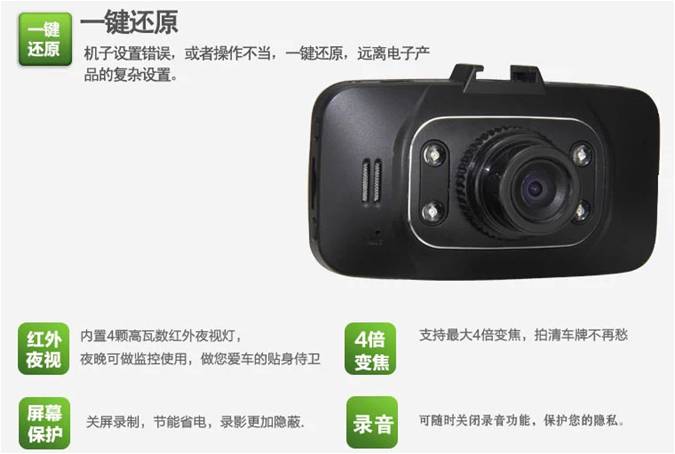 一键
还原
一键还原
机子设置错误，或者操作不当，一键还原，远离电子产
品的复杂设置。
红外
夜视
内置4颗高瓦数红外夜视灯，
夜晚可做监控使用，做您爱车的贴身侍卫
4倍
变焦
支持最大4倍变焦，拍清车牌不再愁
屏幕
保护
关屏录制，节能省电，录影更加隐蔽.
录音
可随时关闭录音功能，保护您的隐私。